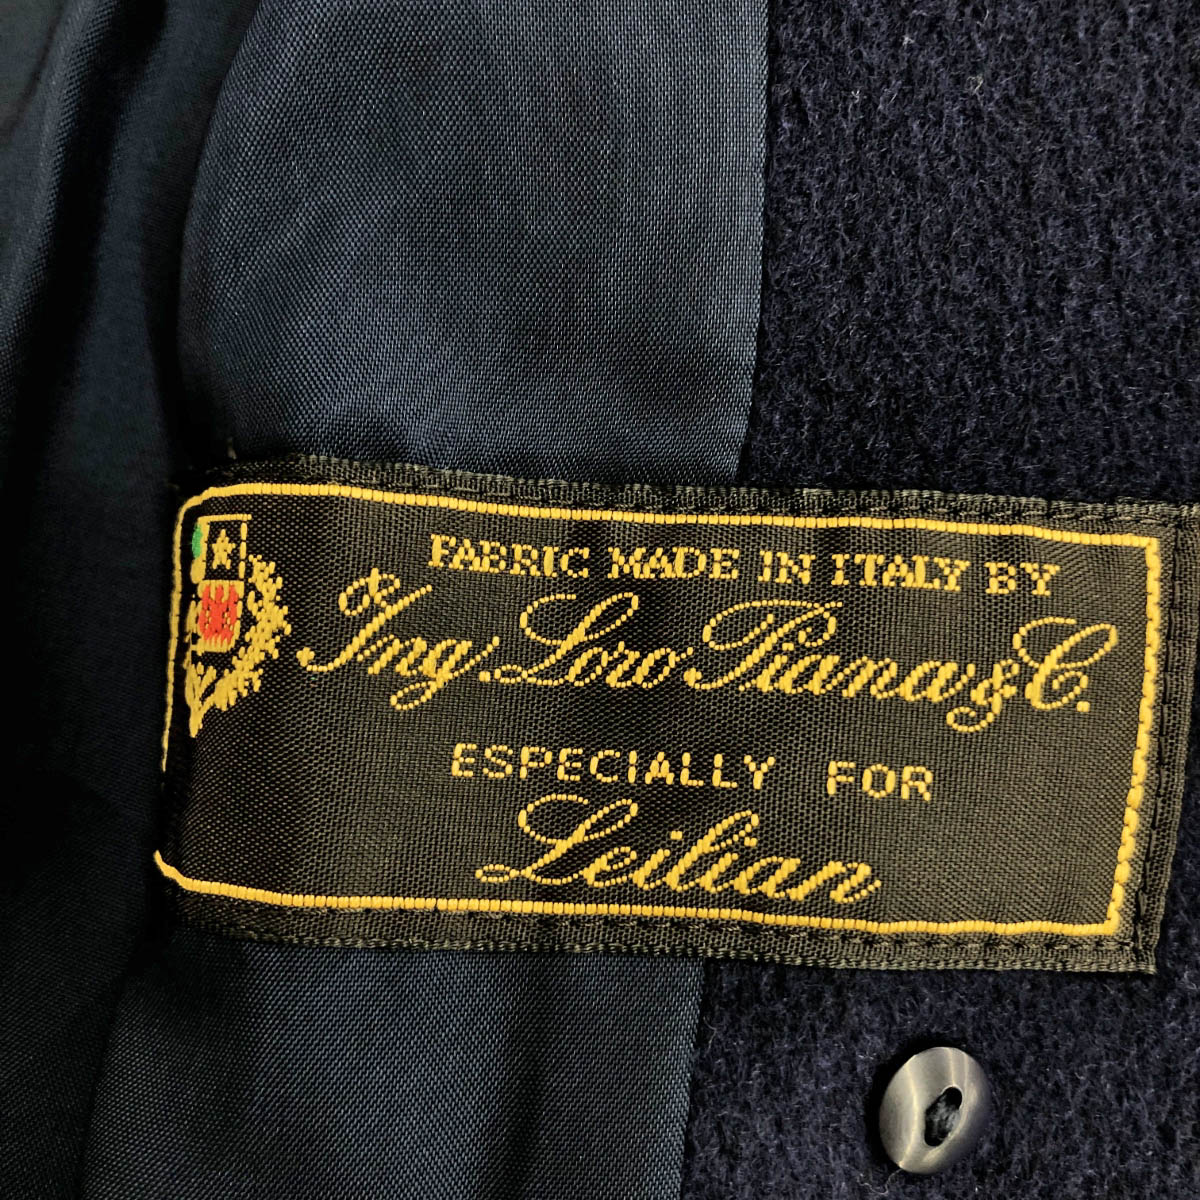 FABRIC MADE IN ITALY BY
Ing. Loro Piana & C.
ESPECIALLY FOR
Leilian